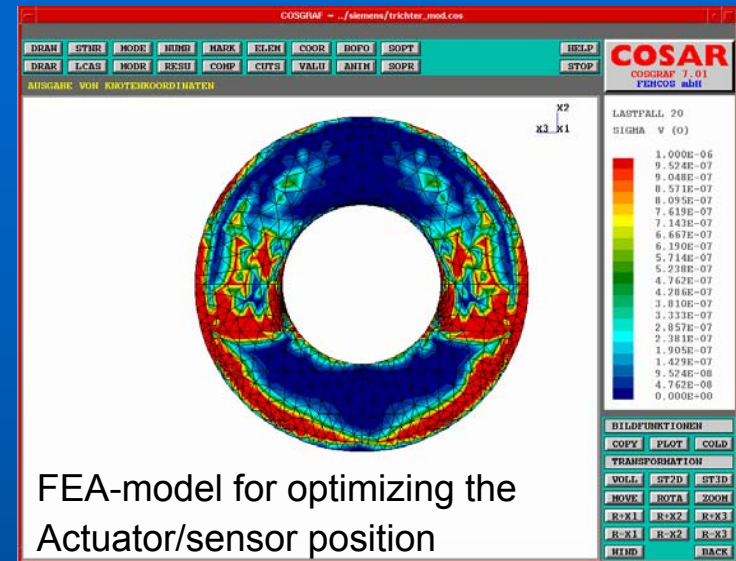 COSGRAF - ../siemens/trichter_mod.cos
DRAN STNR MODE NUMB MARK ELEM COOR BOFO SOPT HELP
DRAR LCAS MODR RESU COMP CUTS VALU ANIM SOPR STOP
AUSGABE VON KNOTENKOORDINATEN
COSAR
COSGRAF 7.01
FEMCOS mbH
X2
X3 X1
LASTFALL 20
SIGMA V (O)
1.000E-06
9.524E-07
9.048E-07
8.571E-07
8.095E-07
7.619E-07
7.143E-07
6.667E-07
6.190E-07
5.714E-07
5.238E-07
4.762E-07
4.286E-07
3.810E-07
3.333E-07
2.857E-07
2.381E-07
1.905E-07
1.429E-07
9.524E-08
4.762E-08
0.000E+00
FEA-model for optimizing the
Actuator/sensor position
BILDFUNKTIONEN
COPY PLOT COLD
TRANSFORMATION
VOLL ST2D ST3D
MOVE ROTA ZOOM
R+X1 R+X2 R+X3
R-X1 R-X2 R-X3
WIND BACK